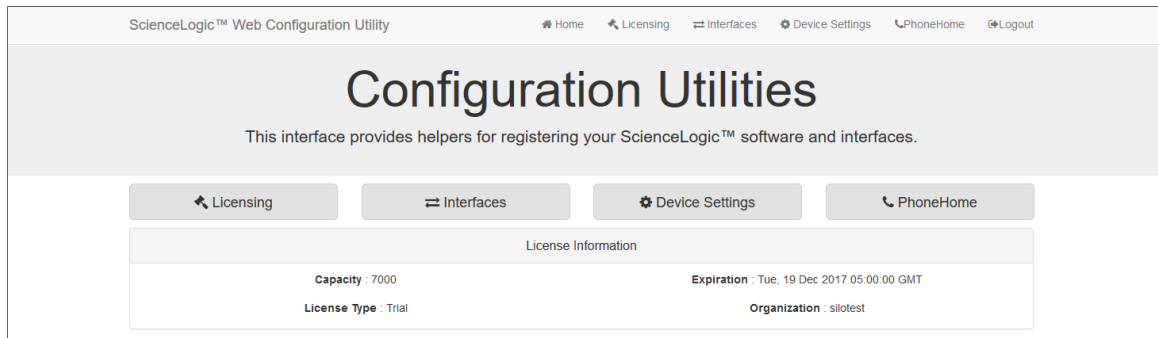 ScienceLogic™ Web Configuration Utility Home Licensing Interfaces Device Settings PhoneHome Logout
Configuration Utilities
This interface provides helpers for registering your ScienceLogic™ software and interfaces.
Licensing Interfaces Device Settings PhoneHome
License Information
Capacity : 7000 Expiration : Tue, 19 Dec 2017 05:00:00 GMT
License Type : Trial Organization : silotest